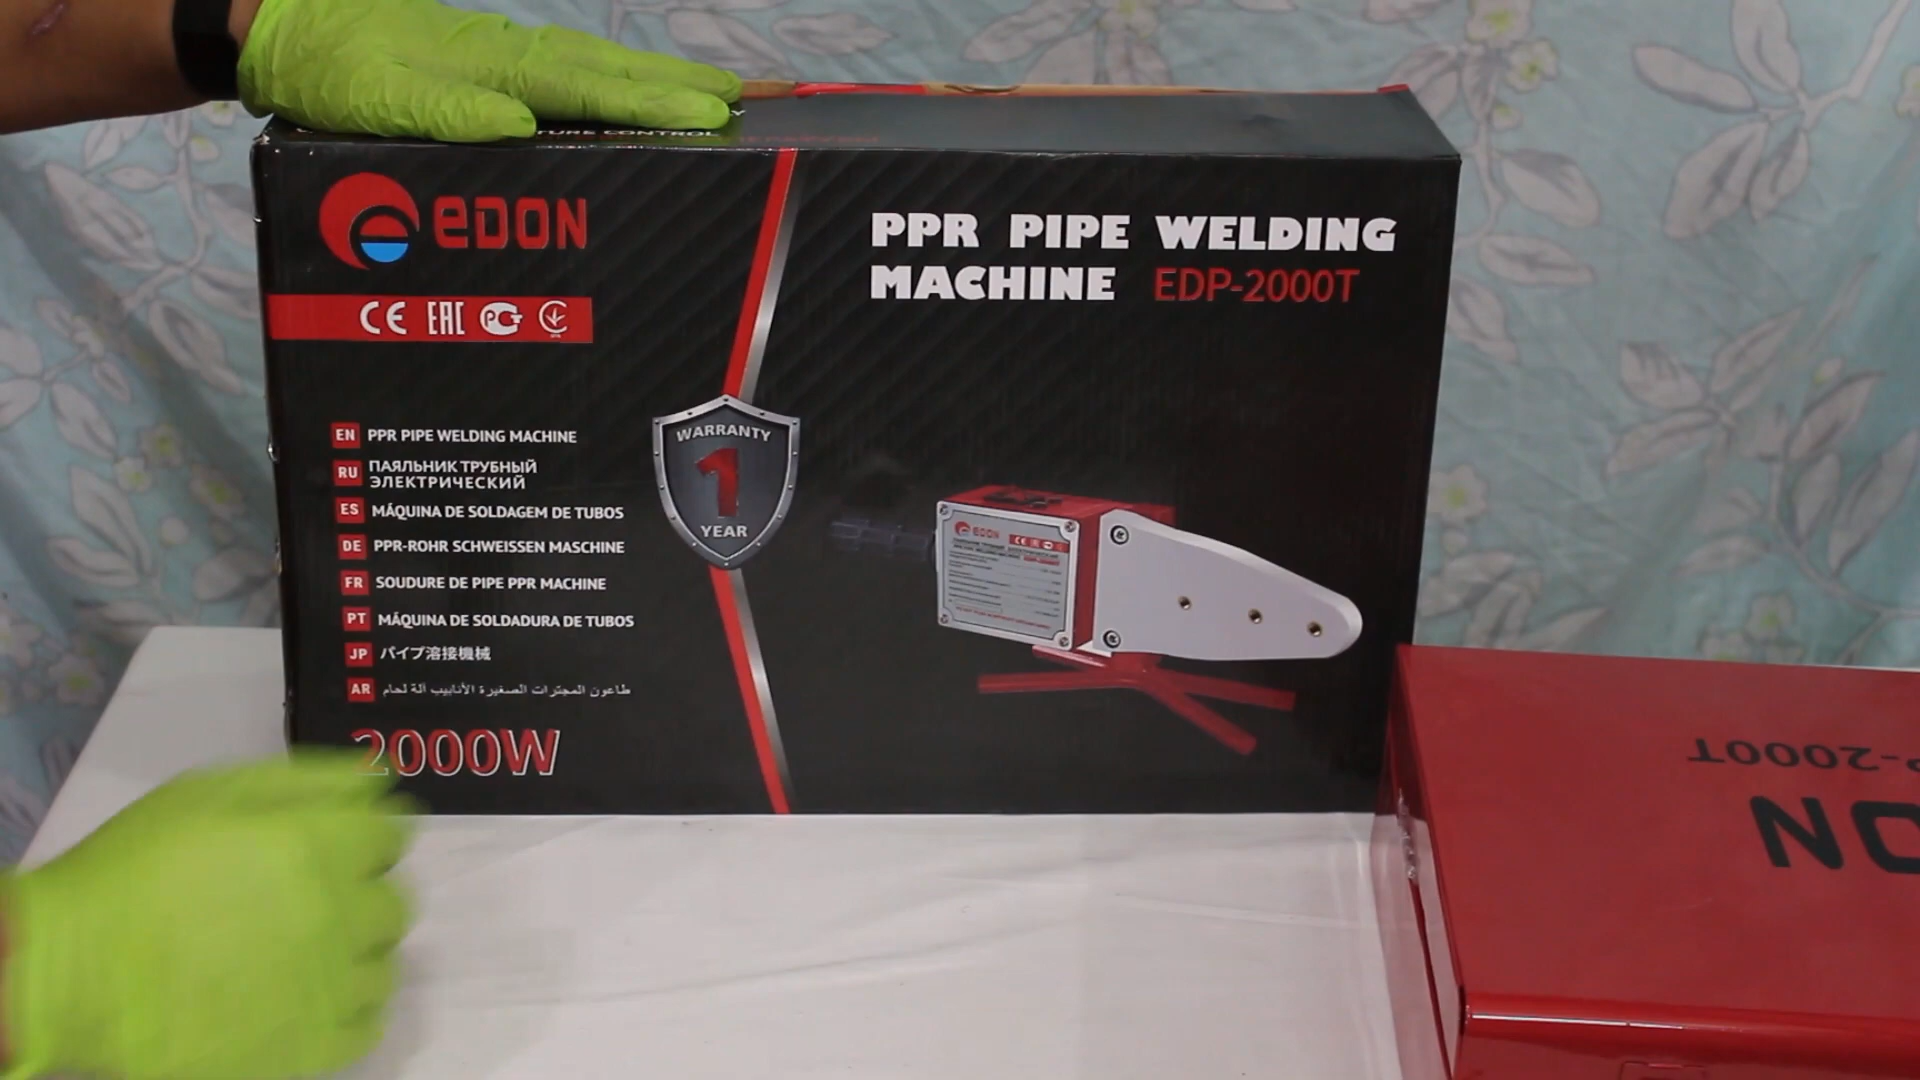 TURE CONTROL
eDON
CE EAC
PPR PIPE WELDING
MACHINE EDP-2000T
EN PPR PIPE WELDING MACHINE
RU ПАЯЛЬНИК ТРУБНЫЙ
ЭЛЕКТРИЧЕСКИЙ
ES MÁQUINA DE SOLDAGEM DE TUBOS
DE PPR-ROHR SCHWEISSEN MASCHINE
FR SOUDURE DE PIPE PPR MACHINE
PT MÁQUINA DE SOLDADURA DE TUBOS
JP パイプ溶接機械
AR طاعون المجترات الصغيرة الأنابيب آلة لحام
2000W
WARRANTY
1
YEAR
eDON
P-2000T
ON